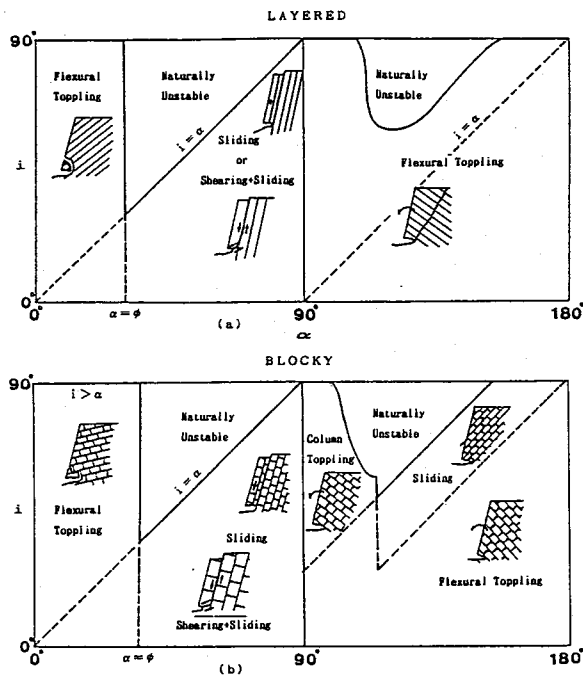 LAYERED
90°
Flexural
Toppling
Naturally
Unstable
i = α
Sliding
or
Shearing+Sliding
Naturally
Unstable
i = α
Flexural Toppling
i
0°
0°
α = ϕ
(a)
90°
α
180°
BLOCKY
90°
i > α
Flexural
Toppling
Naturally
Unstable
i = α
Sliding
Shearing+Sliding
Column
Toppling
Naturally
Unstable
Sliding
Flexural Toppling
i
0°
0°
α = ϕ
(b)
90°
180°